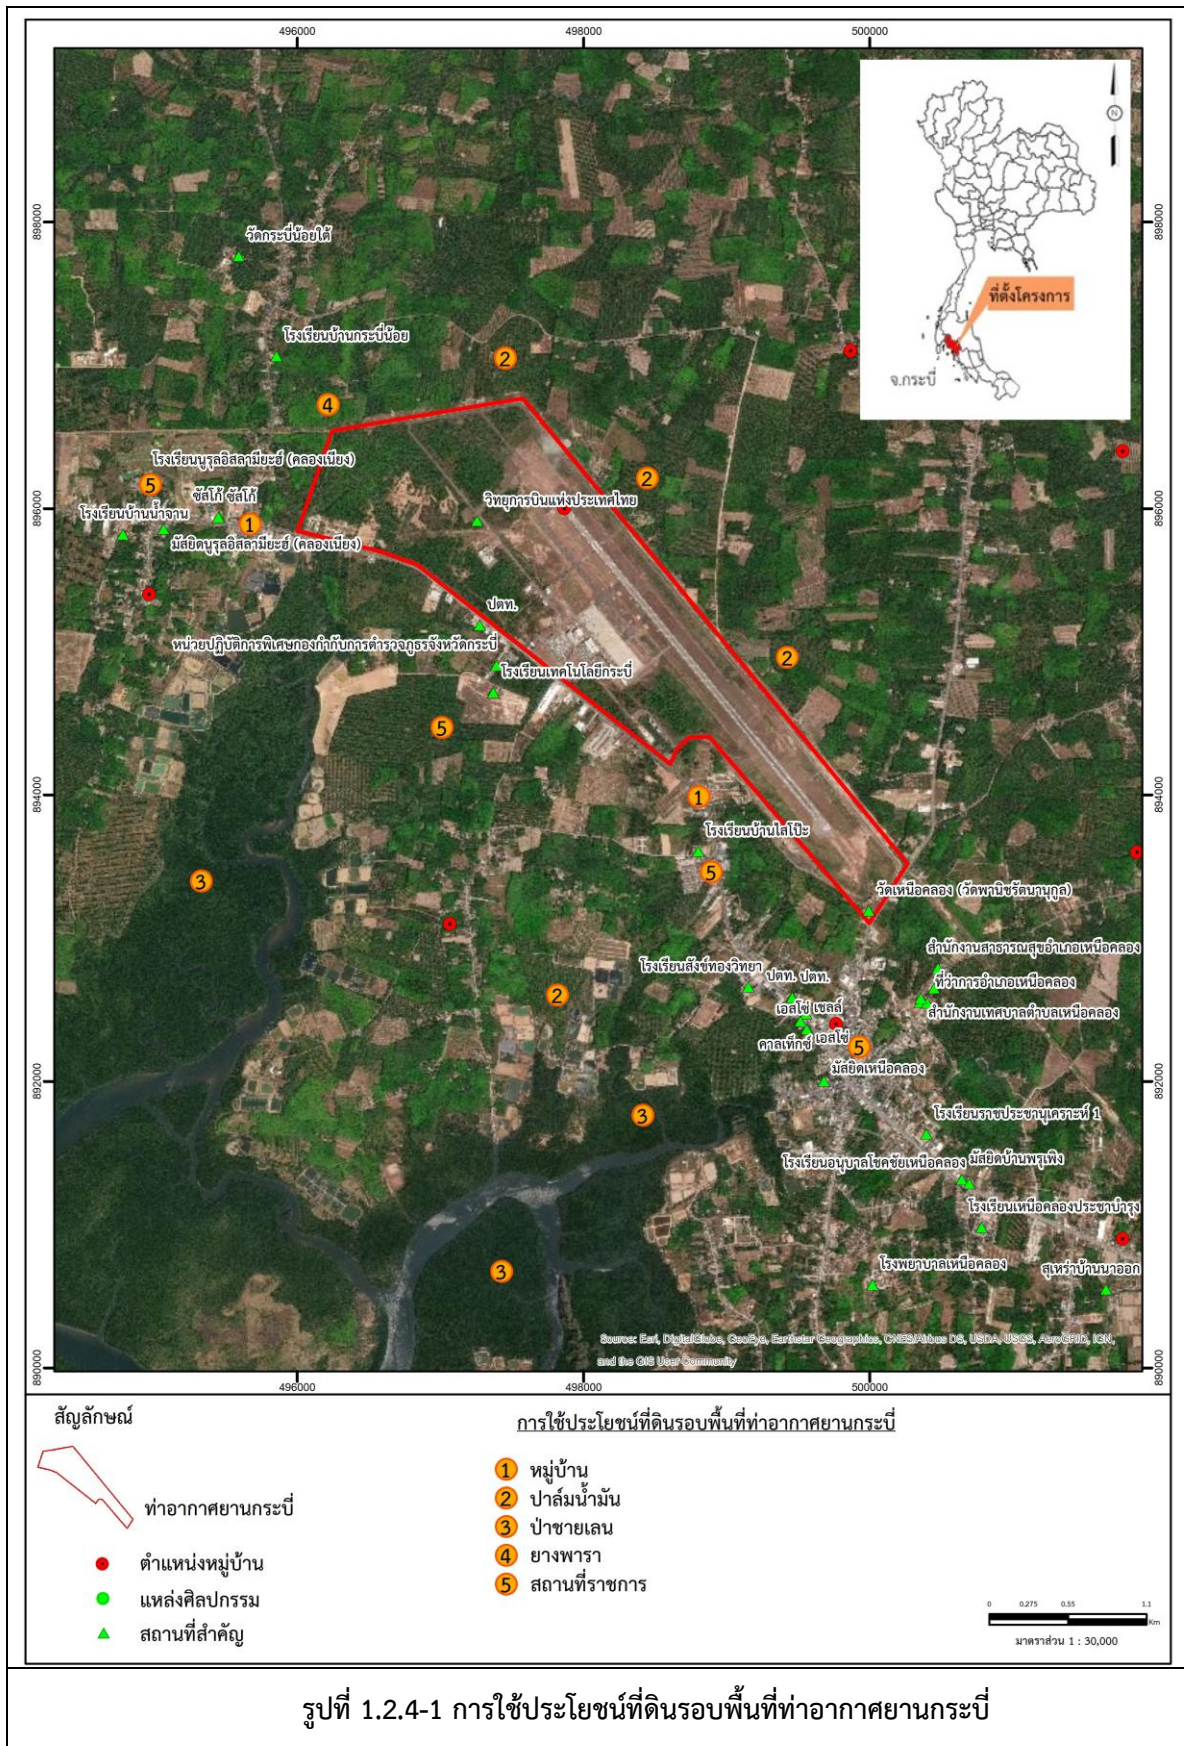 496000 498000 500000
N
898000 898000
วัดกระบี่น้อยใต้
ที่ตั้งโครงการ
จ.กระบี่
โรงเรียนบ้านกระบี่น้อย
2
4
โรงเรียนนูรุลอิสลามียะฮ์ (คลองเนียง)
5
2
ซัสโก้ ซัสโก้
วิทยุการบินแห่งประเทศไทย
896000 896000
โรงเรียนบ้านน้ำจาน
1
มัสยิดนูรุลอิสลามียะฮ์ (คลองเนียง)
ปตท.
หน่วยปฏิบัติการพิเศษกองกำกับการตำรวจภูธรจังหวัดกระบี่
2
โรงเรียนเทคโนโลยีกระบี่
5
894000 894000
1
โรงเรียนบ้านไสโป๊ะ
5
3
วัดเหนือคลอง (วัดพานิชรัตนานุกูล)
สำนักงานสาธารณสุขอำเภอเหนือคลอง
โรงเรียนสังข์ทองวิทยา
ปตท. ปตท.
ที่ว่าการอำเภอเหนือคลอง
2
เอสโซ่ เชลล์
สำนักงานเทศบาลตำบลเหนือคลอง
คาลเท็กซ์ เอสโซ่
5
มัสยิดเหนือคลอง
892000 892000
3
โรงเรียนราชประชานุเคราะห์ 1
โรงเรียนอนุบาลโชคชัยเหนือคลอง
มัสยิดบ้านพรุเพิง
โรงเรียนเหนือคลองประชาบำรุง
โรงพยาบาลเหนือคลอง
สุเหร่าบ้านนาออก
3
Source: Esri, DigitalGlobe, GeoEye, Earthstar Geographics, CNES/Airbus DS, USDA, USGS, AeroGRID, IGN,
and the GIS User Community
890000 890000
496000 498000 500000
สัญลักษณ์
ท่าอากาศยานกระบี่
ตำแหน่งหมู่บ้าน
แหล่งศิลปกรรม
สถานที่สำคัญ
การใช้ประโยชน์ที่ดินรอบพื้นที่ท่าอากาศยานกระบี่
1 หมู่บ้าน
2 ปาล์มน้ำมัน
3 ป่าชายเลน
4 ยางพารา
5 สถานที่ราชการ
0 0.275 0.55 1.1
Km
มาตราส่วน 1 : 30,000
รูปที่ 1.2.4-1 การใช้ประโยชน์ที่ดินรอบพื้นที่ท่าอากาศยานกระบี่